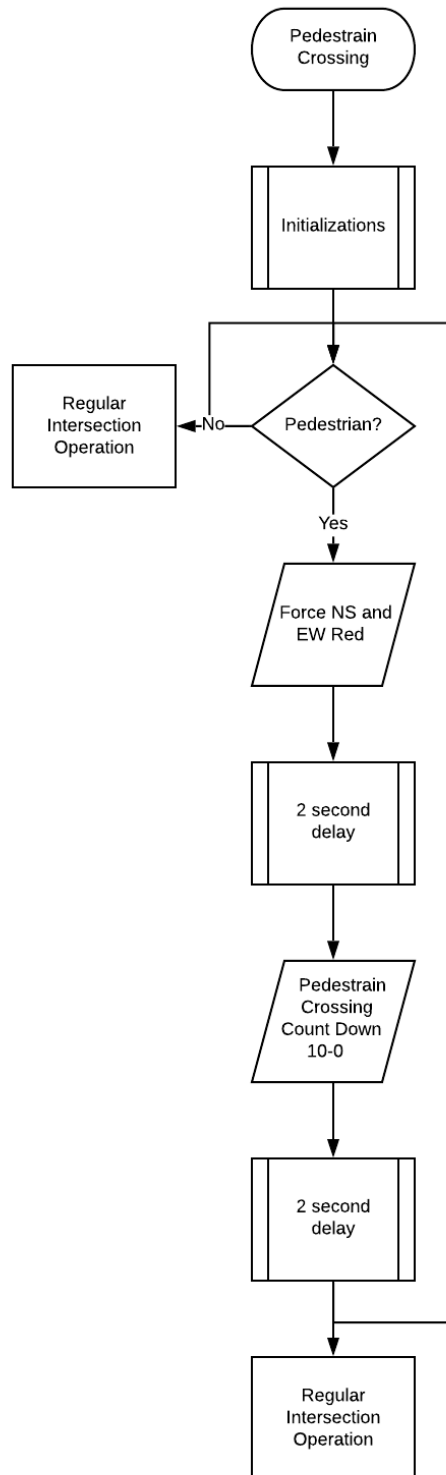 Pedestrain
Crossing
Initializations
Pedestrian?
No
Regular
Intersection
Operation
Yes
Force NS and
EW Red
2 second
delay
Pedestrain
Crossing
Count Down
10-0
2 second
delay
Regular
Intersection
Operation